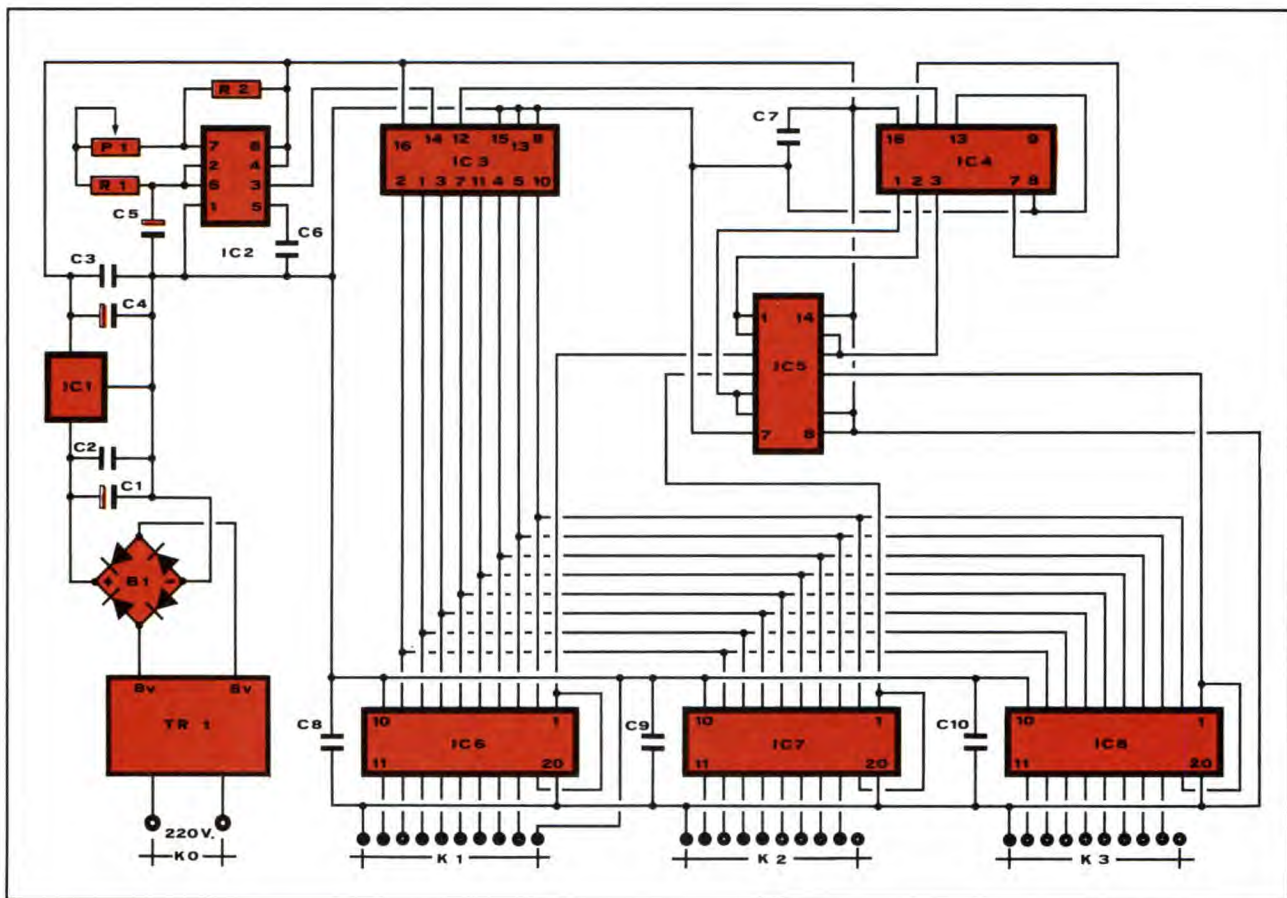 R 2
P 1
R 1
C5
7 8
2 4
6 3
1 5
IC2
C6
C3
C4
IC1
C2
C1
+ B1 −
8v 8v
TR 1
220V.
K0
16 14 12 15 13 8
IC3
2 1 3 7 11 4 5 10
C7
16 2 13 9
IC4
1 2 3 7 8
1 14
IC5
7 8
C8
10 1
IC6
11 20
K 1
C9
10 1
IC7
11 20
K 2
C10
10 1
IC8
11 20
K 3